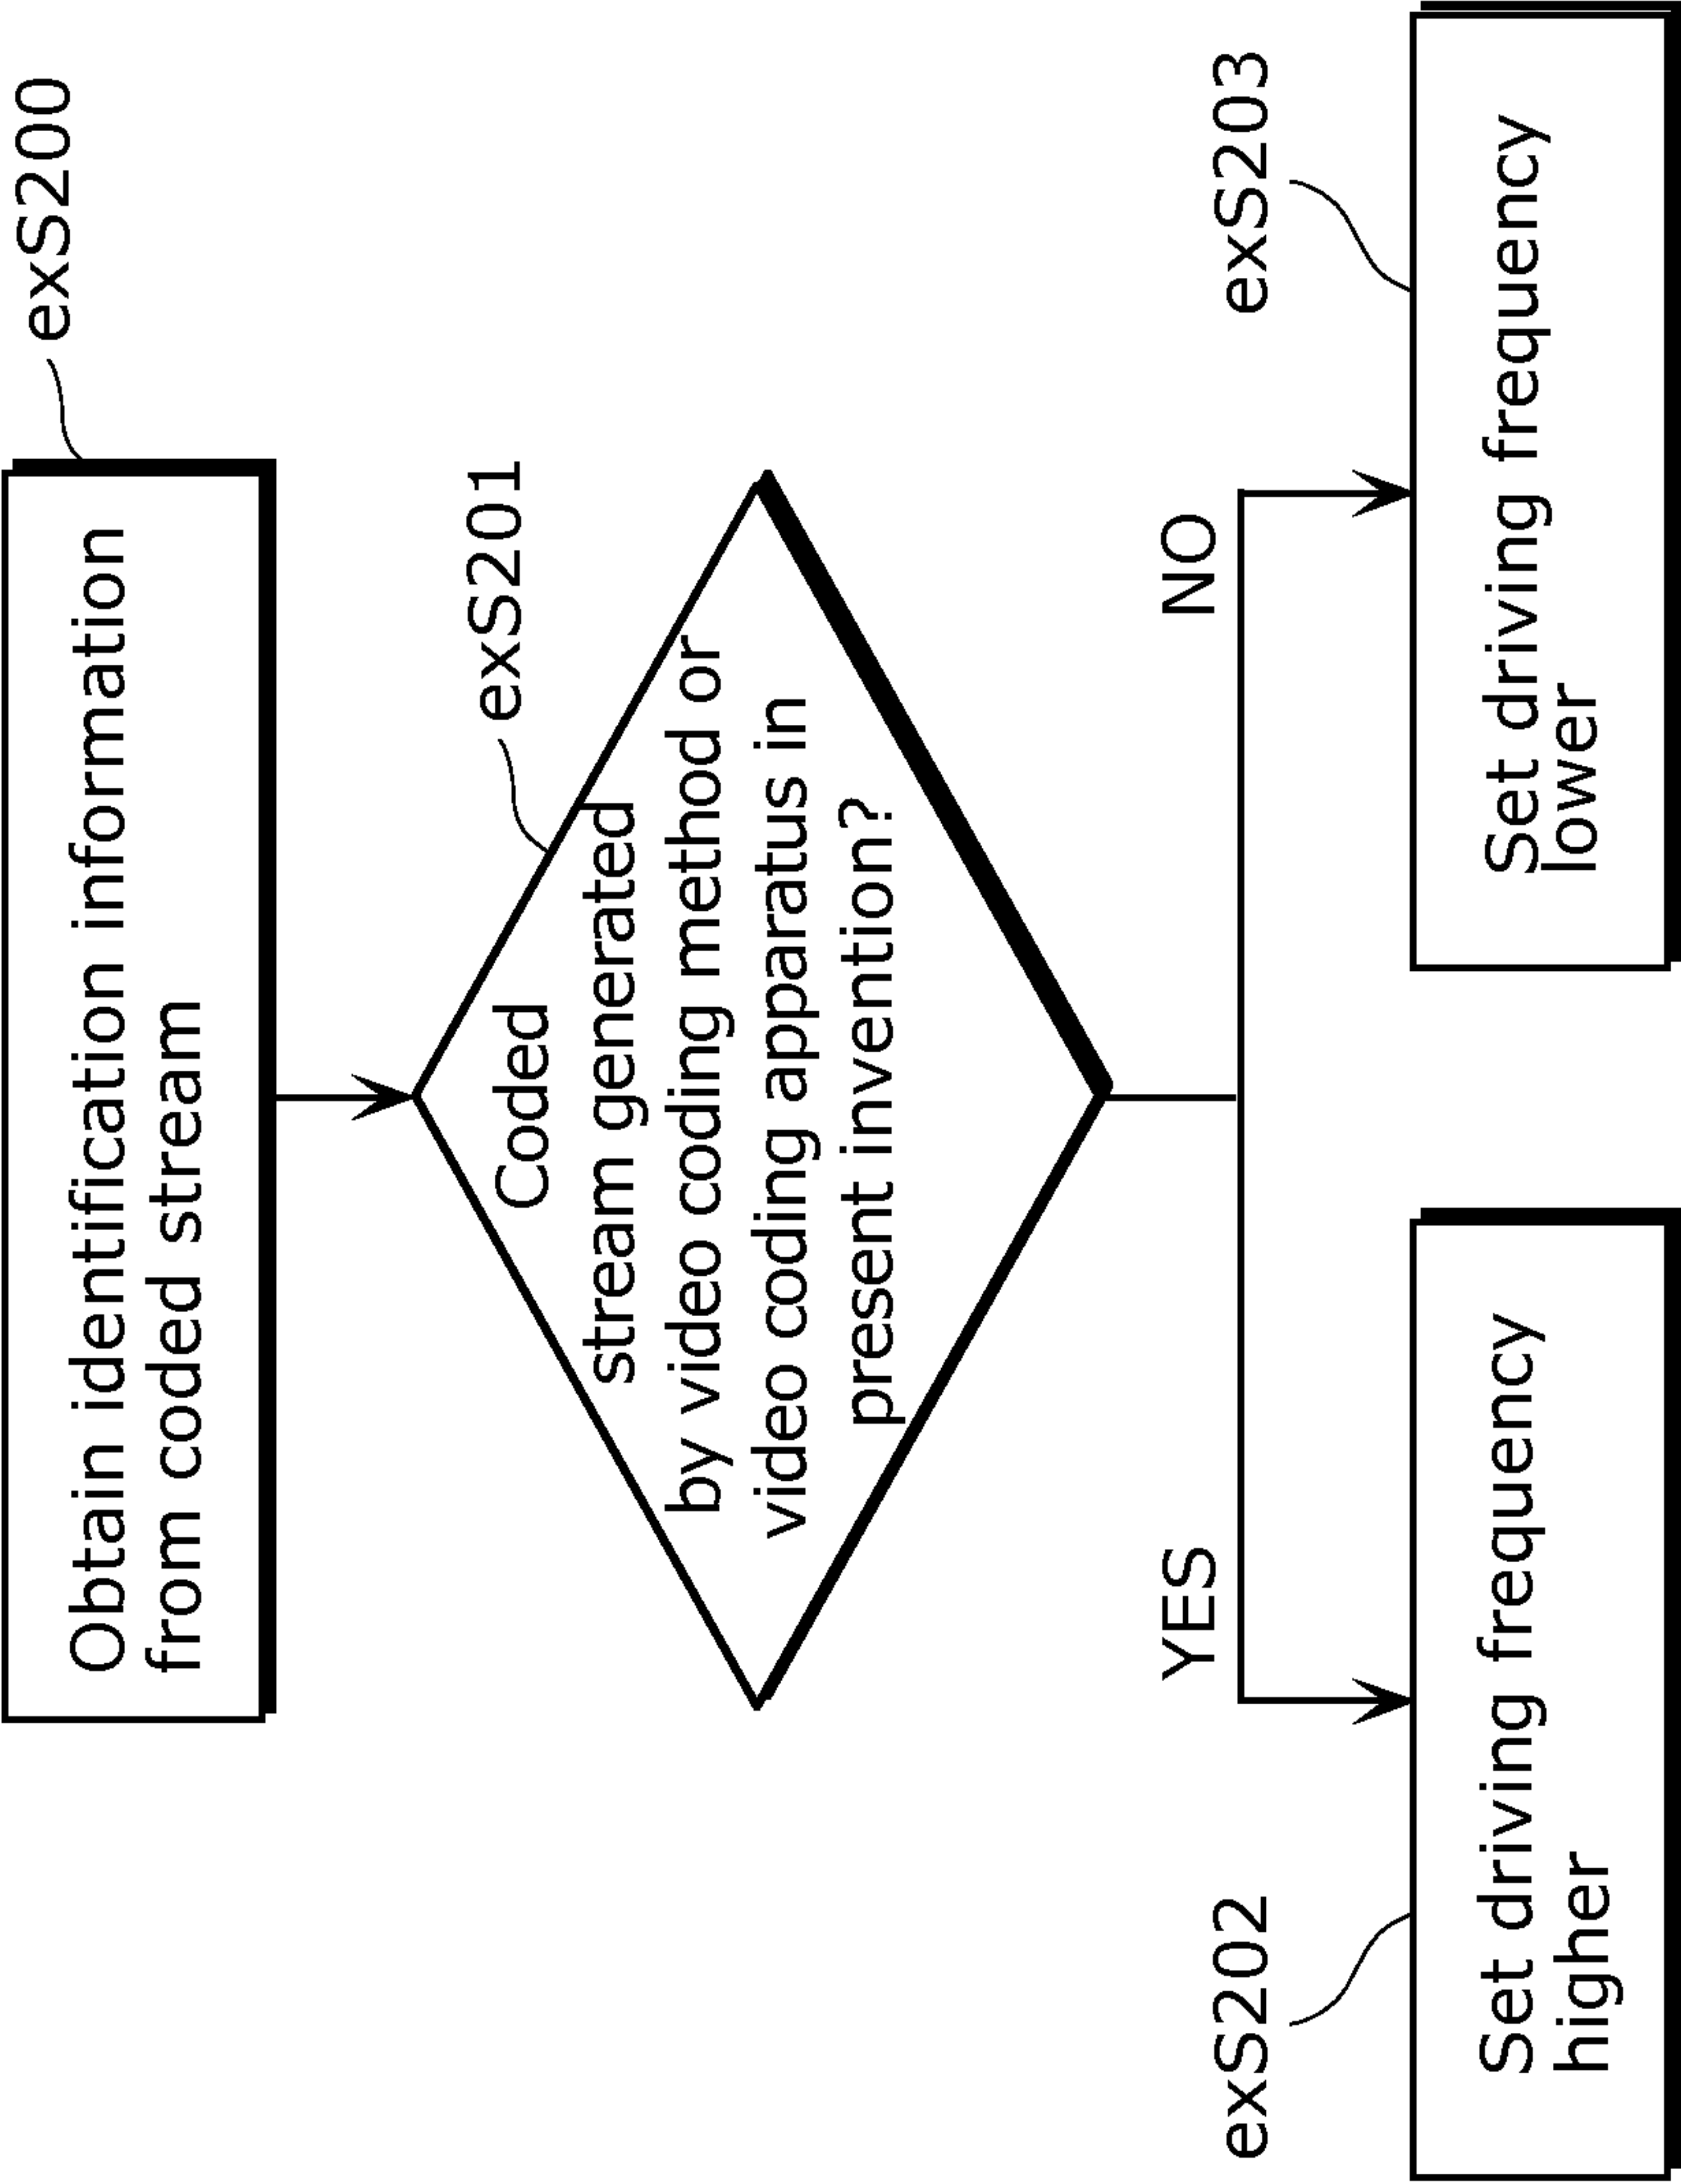 exS200
Obtain identification information
from coded stream
exS201
Coded
stream generated
by video coding method or
video coding apparatus in
present invention?
YES
NO
exS202
exS203
Set driving frequency
higher
Set driving frequency
lower